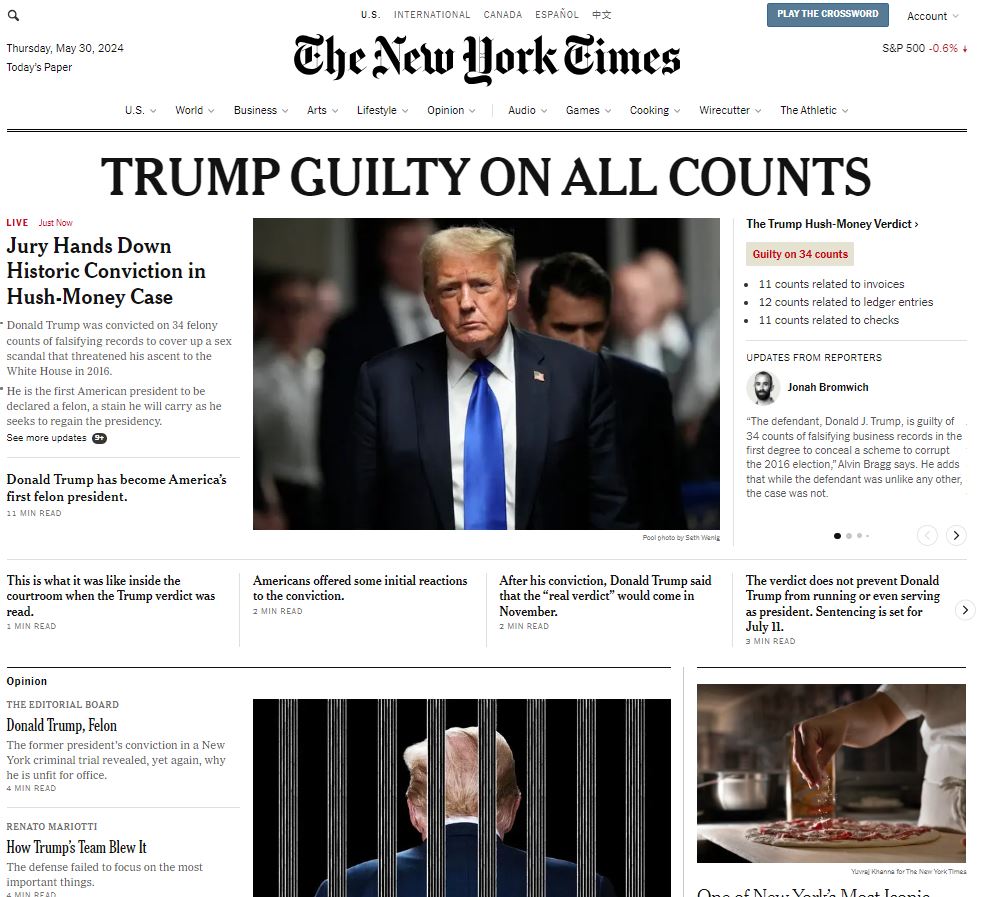 U.S. INTERNATIONAL CANADA ESPAÑOL 中文
PLAY THE CROSSWORD
Account
Thursday, May 30, 2024
Today's Paper
The New York Times
S&P 500 -0.6% ↓
U.S. World Business Arts Lifestyle Opinion Audio Games Cooking Wirecutter The Athletic
TRUMP GUILTY ON ALL COUNTS
LIVE Just Now
Jury Hands Down
Historic Conviction in
Hush-Money Case
Donald Trump was convicted on 34 felony
counts of falsifying records to cover up a sex
scandal that threatened his ascent to the
White House in 2016.
He is the first American president to be
declared a felon, a stain he will carry as he
seeks to regain the presidency.
See more updates 9+
Donald Trump has become America's
first felon president.
11 MIN READ
Pool photo by Seth Wenig
The Trump Hush-Money Verdict ›
Guilty on 34 counts
• 11 counts related to invoices
• 12 counts related to ledger entries
• 11 counts related to checks
UPDATES FROM REPORTERS
Jonah Bromwich
“The defendant, Donald J. Trump, is guilty of
34 counts of falsifying business records in the
first degree to conceal a scheme to corrupt
the 2016 election,” Alvin Bragg says. He adds
that while the defendant was unlike any other,
the case was not.
This is what it was like inside the
courtroom when the Trump verdict was
read.
1 MIN READ
Americans offered some initial reactions
to the conviction.
2 MIN READ
After his conviction, Donald Trump said
that the “real verdict” would come in
November.
2 MIN READ
The verdict does not prevent Donald
Trump from running or even serving
as president. Sentencing is set for
July 11.
3 MIN READ
Opinion
THE EDITORIAL BOARD
Donald Trump, Felon
The former president's conviction in a New
York criminal trial revealed, yet again, why
he is unfit for office.
4 MIN READ
RENATO MARIOTTI
How Trump's Team Blew It
The defense failed to focus on the most
important things.
4 MIN READ
Yuvraj Khanna for The New York Times
One of New York's Most Iconic